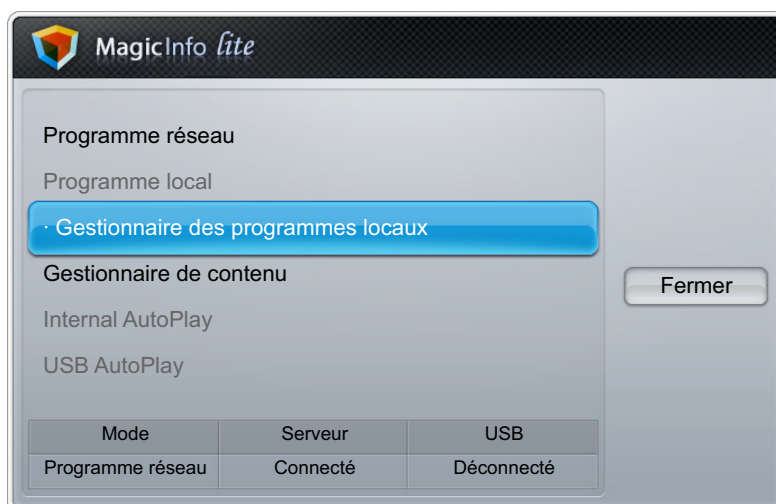 MagicInfo lite
Programme réseau
Programme local
· Gestionnaire des programmes locaux
Gestionnaire de contenu
Internal AutoPlay
USB AutoPlay
Fermer
Mode Serveur USB
Programme réseau Connecté Déconnecté